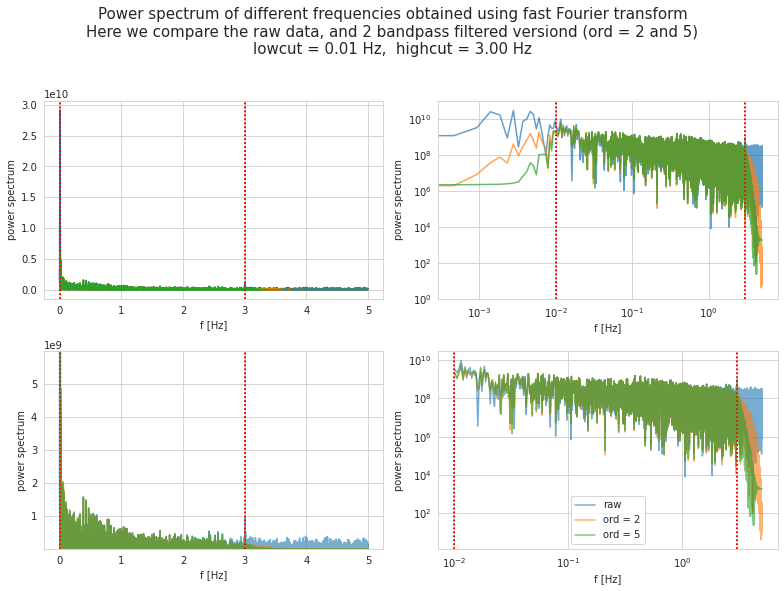 Power spectrum of different frequencies obtained using fast Fourier transform
Here we compare the raw data, and 2 bandpass filtered versiond (ord = 2 and 5)
lowcut = 0.01 Hz,  highcut = 3.00 Hz
1e10
3.0
2.5
2.0
1.5
1.0
0.5
0.0
power spectrum
0 1 2 3 4 5
f [Hz]
10^10
10^8
10^6
10^4
10^2
10^0
power spectrum
10^−3 10^−2 10^−1 10^0
f [Hz]
1e9
5
4
3
2
1
power spectrum
0 1 2 3 4 5
f [Hz]
10^10
10^8
10^6
10^4
10^2
power spectrum
raw
ord = 2
ord = 5
10^−2 10^−1 10^0
f [Hz]